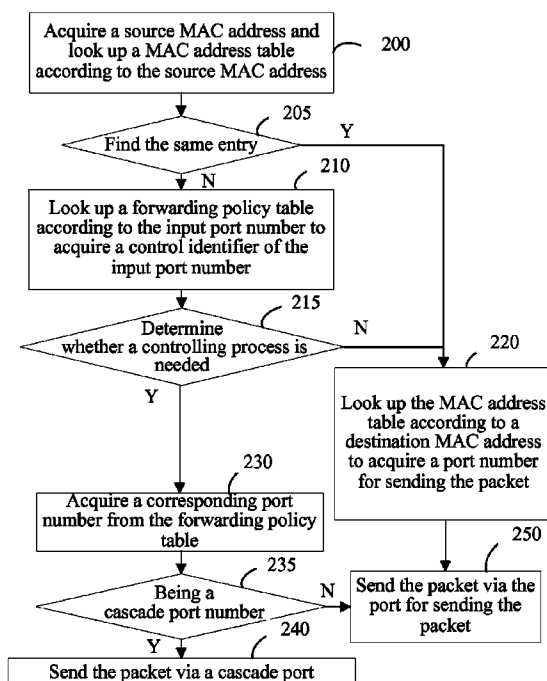 Acquire a source MAC address and
look up a MAC address table
according to the source MAC address
200
205
Find the same entry
Y
N
210
Look up a forwarding policy table
according to the input port number to
acquire a control identifier of the
input port number
215
Determine
whether a controlling process is
needed
N
Y
220
Look up the MAC address
table according to a
destination MAC address
to acquire a port number
for sending the packet
230
Acquire a corresponding port
number from the forwarding policy
table
235
Being a
cascade port number
N
Y
250
Send the packet via the
port for sending the
packet
240
Send the packet via a cascade port